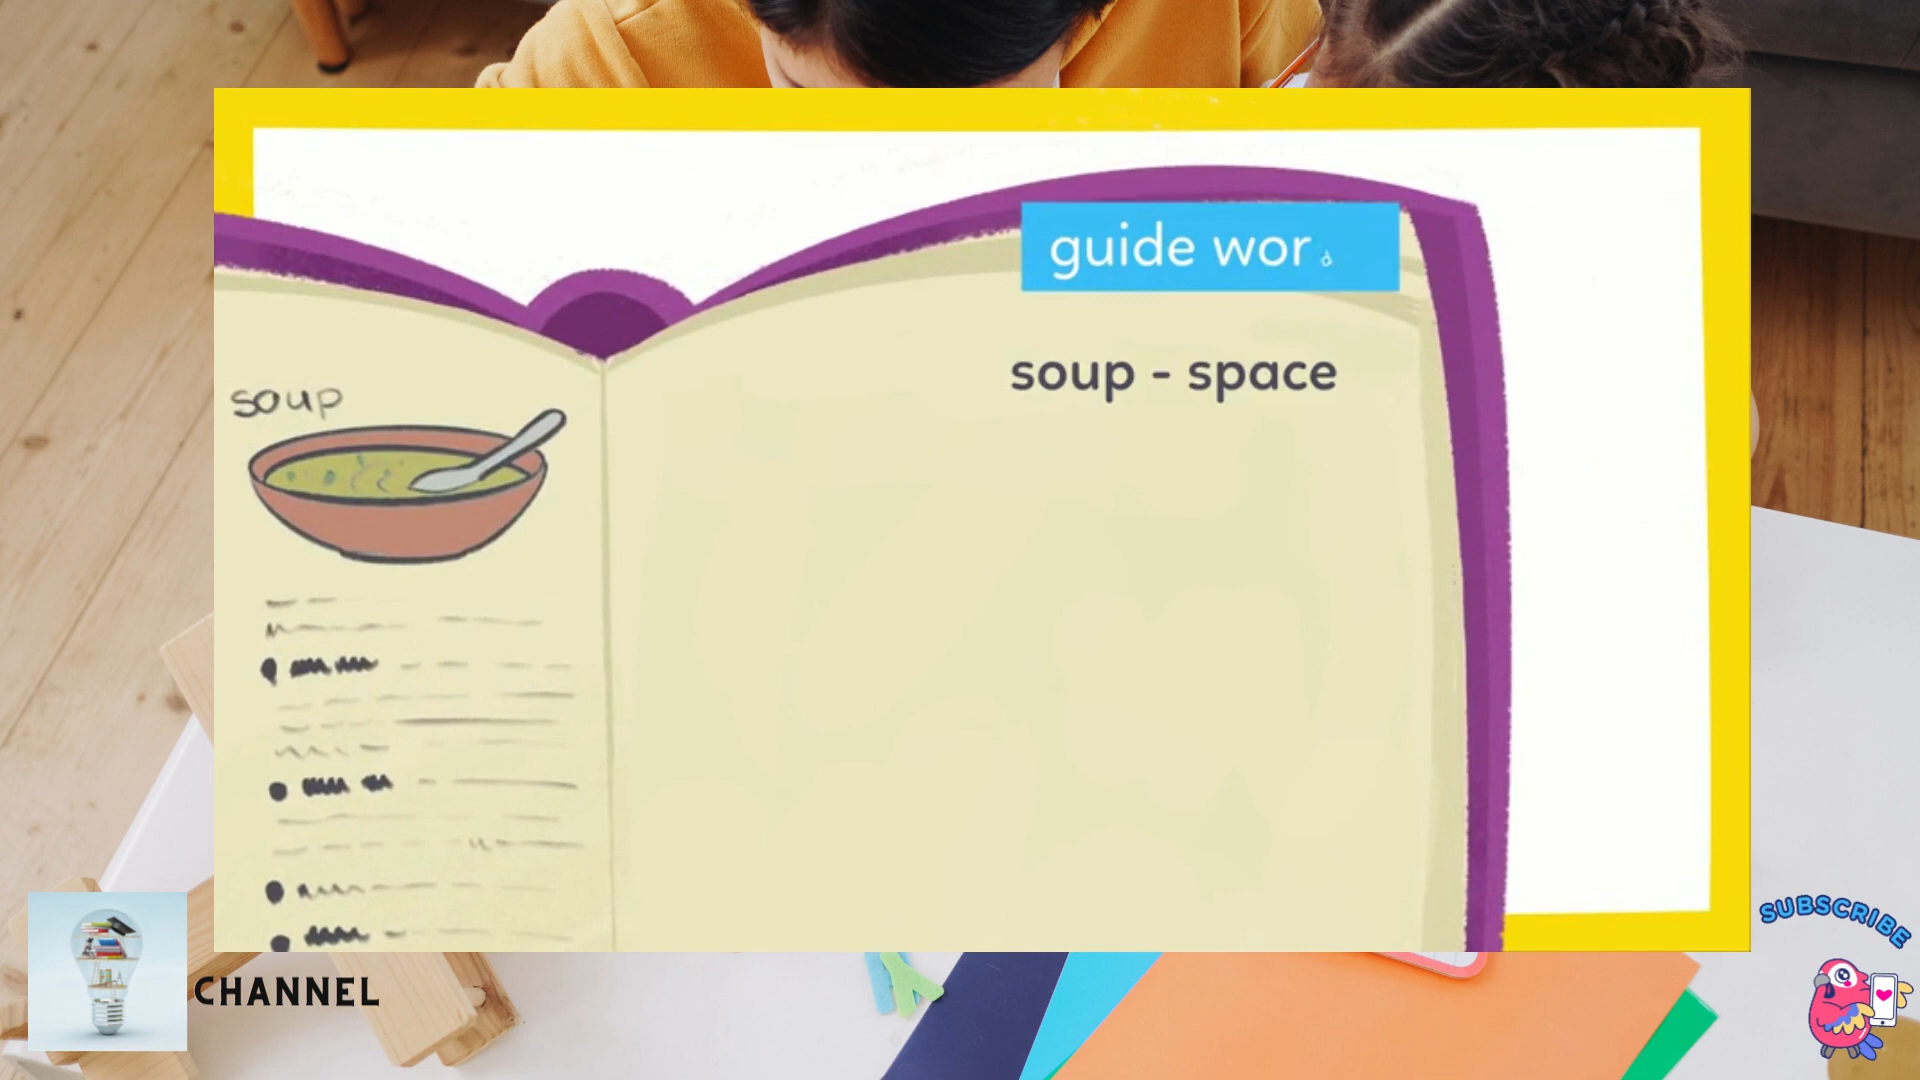 guide wor
soup - space
soup
CHANNEL
SUBSCRIBE